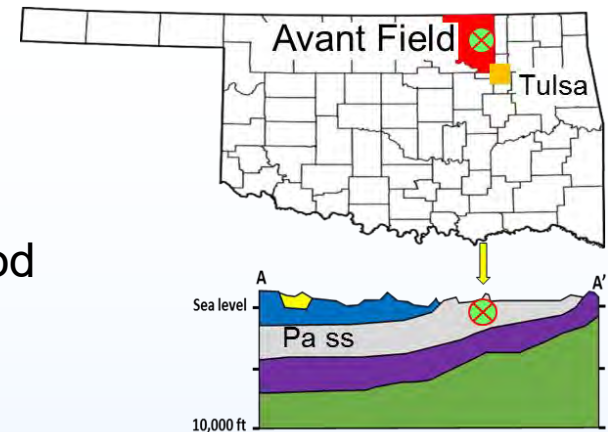 Avant Field
Tulsa
od
A
A'
Sea level
Pa ss
10,000 ft